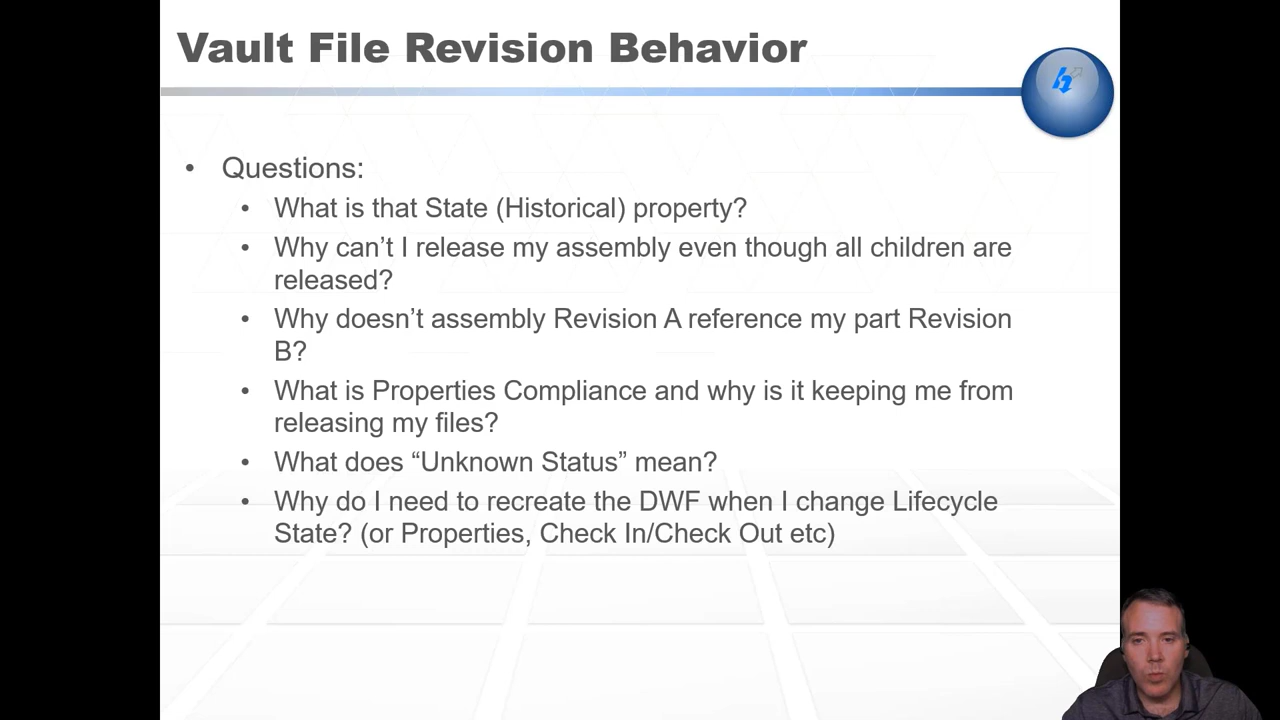 Vault File Revision Behavior
• Questions:
• What is that State (Historical) property?
• Why can’t I release my assembly even though all children are
released?
• Why doesn’t assembly Revision A reference my part Revision
B?
• What is Properties Compliance and why is it keeping me from
releasing my files?
• What does “Unknown Status” mean?
• Why do I need to recreate the DWF when I change Lifecycle
State? (or Properties, Check In/Check Out etc)